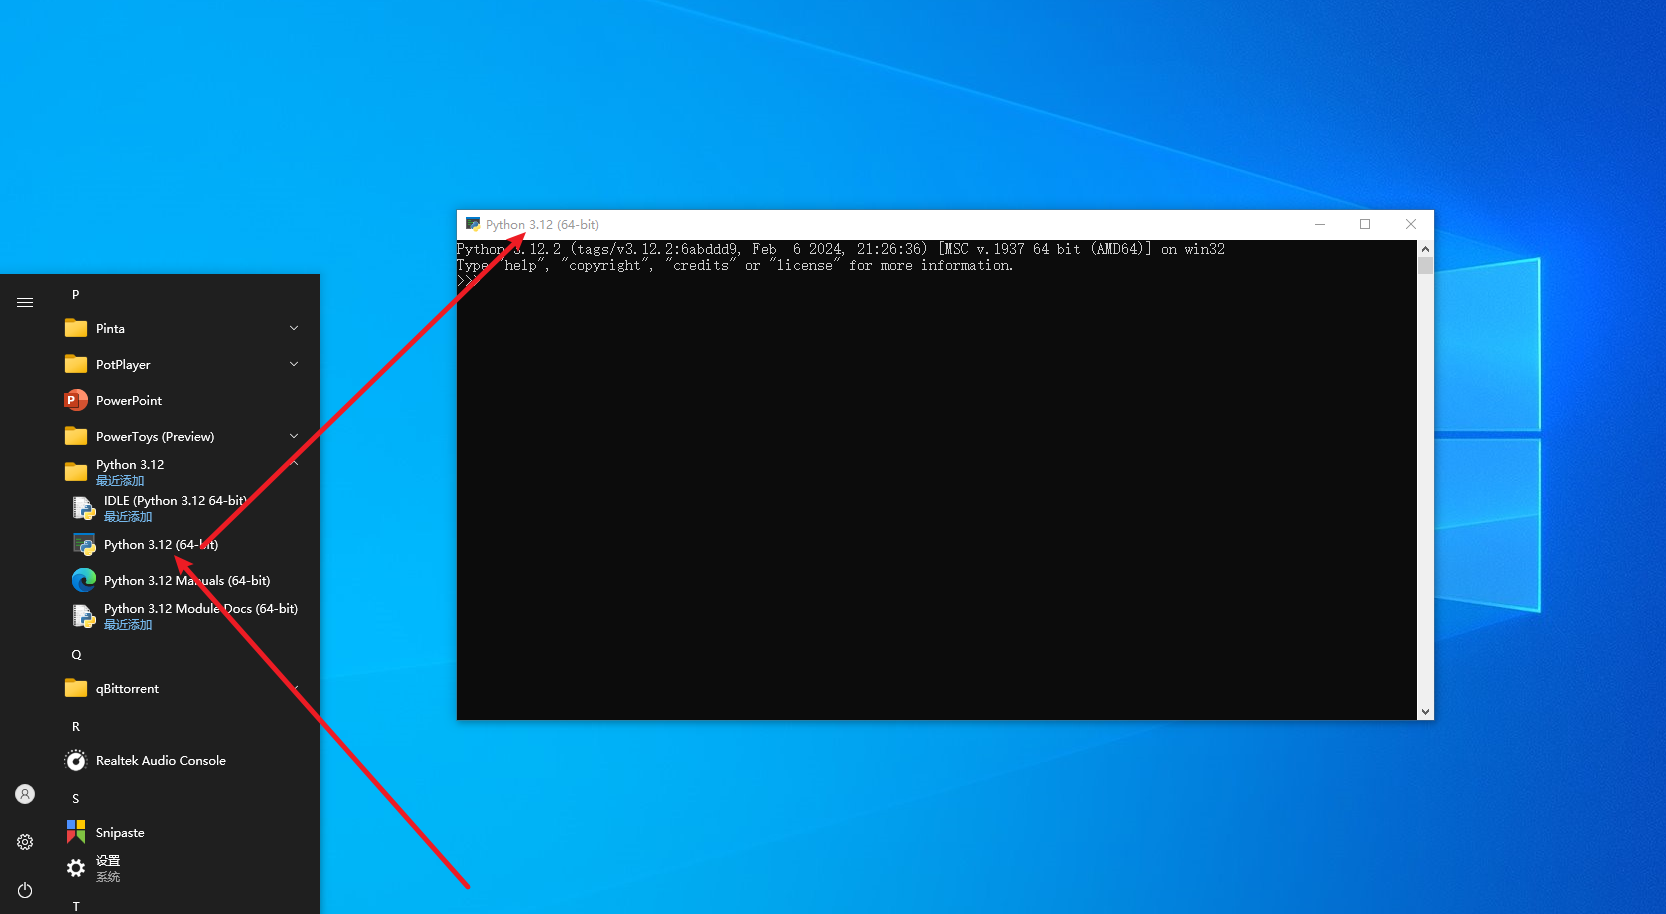 Python 3.12 (64-bit)
Python 3.12.2 (tags/v3.12.2:6abddd9, Feb  6 2024, 21:26:36) [MSC v.1937 64 bit (AMD64)] on win32
Type "help", "copyright", "credits" or "license" for more information.
>>>
P
Pinta
PotPlayer
PowerPoint
PowerToys (Preview)
Python 3.12
最近添加
IDLE (Python 3.12 64-bit)
最近添加
Python 3.12 (64-bit)
Python 3.12 Manuals (64-bit)
Python 3.12 Module Docs (64-bit)
最近添加
Q
qBittorrent
R
Realtek Audio Console
S
Snipaste
设置
系统
T